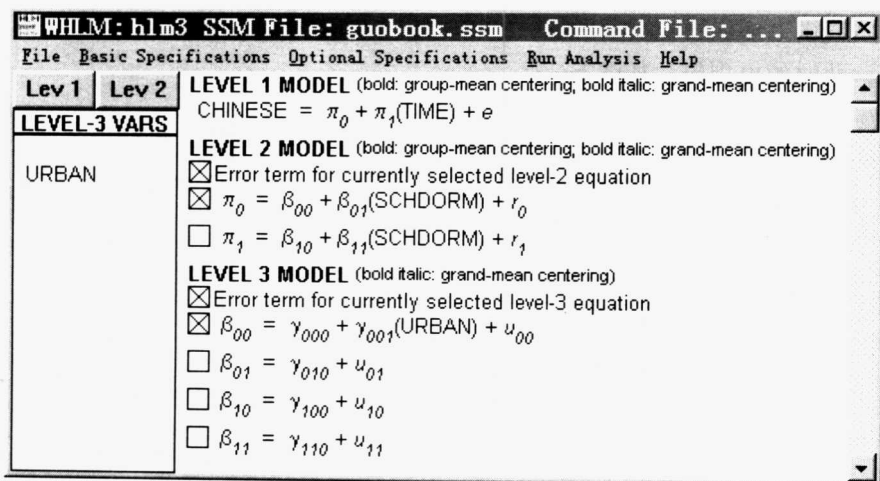 WHLM: hlm3 SSM File: guobook.ssm Command File: ...
File Basic Specifications Optional Specifications Run Analysis Help
Lev 1 Lev 2
LEVEL-3 VARS
URBAN
LEVEL 1 MODEL (bold: group-mean centering; bold italic: grand-mean centering)
CHINESE = π0 + π1(TIME) + e
LEVEL 2 MODEL (bold: group-mean centering; bold italic: grand-mean centering)
Error term for currently selected level-2 equation
π0 = β00 + β01(SCHDORM) + r0
π1 = β10 + β11(SCHDORM) + r1
LEVEL 3 MODEL (bold italic: grand-mean centering)
Error term for currently selected level-3 equation
β00 = γ000 + γ001(URBAN) + u00
β01 = γ010 + u01
β10 = γ100 + u10
β11 = γ110 + u11